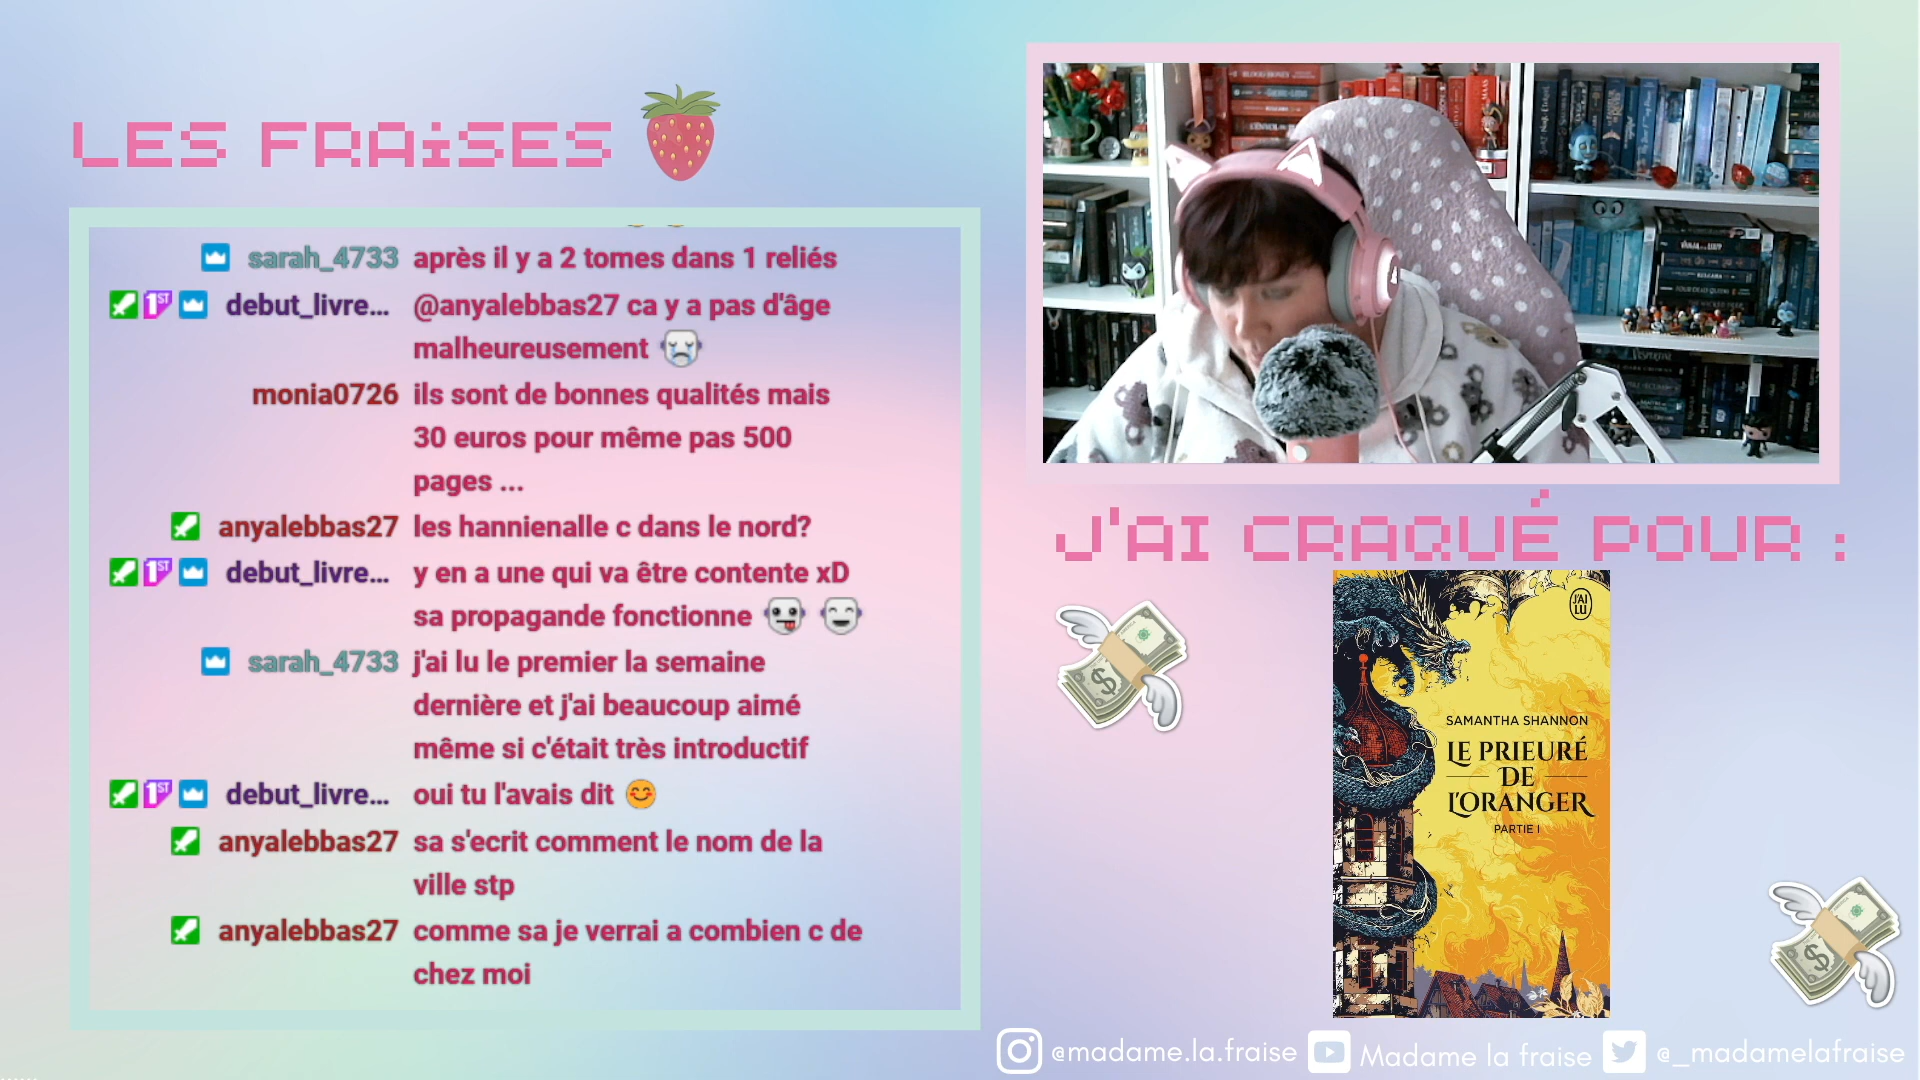 LES FRAiSES
sarah_4733 après il y a 2 tomes dans 1 reliés
1ST debut_livre... @anyalebbas27 ca y a pas d'âge
malheureusement
monia0726 ils sont de bonnes qualités mais
30 euros pour même pas 500
pages ...
anyalebbas27 les hannienalle c dans le nord?
1ST debut_livre... y en a une qui va être contente xD
sa propagande fonctionne
sarah_4733 j'ai lu le premier la semaine
dernière et j'ai beaucoup aimé
même si c'était très introductif
1ST debut_livre... oui tu l'avais dit
anyalebbas27 sa s'ecrit comment le nom de la
ville stp
anyalebbas27 comme sa je verrai a combien c de
chez moi
J'AI CRAQUÉ POUR :
J'AI
LU
SAMANTHA SHANNON
LE PRIEURÉ
DE
L'ORANGER
PARTIE I
@madame.la.fraise
Madame la fraise
@_madamelafraise